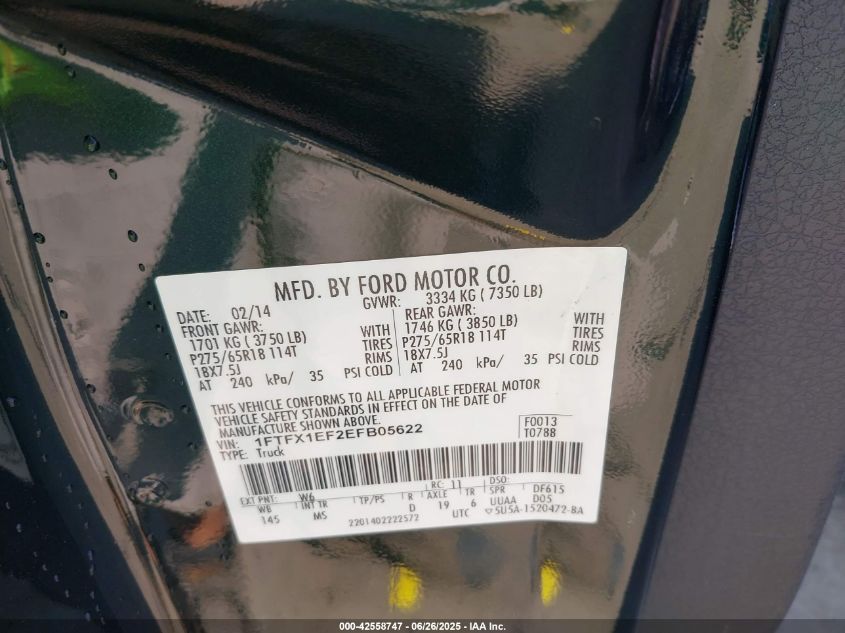 MFD. BY FORD MOTOR CO.
DATE: 02/14 GVWR: 3334 KG ( 7350 LB)
FRONT GAWR: REAR GAWR:
1701 KG ( 3750 LB) WITH 1746 KG ( 3850 LB) WITH
P275/65R18 114T TIRES P275/65R18 114T TIRES
18X7.5J RIMS 18X7.5J RIMS
AT 240 kPa/ 35 PSI COLD AT 240 kPa/ 35 PSI COLD
THIS VEHICLE CONFORMS TO ALL APPLICABLE FEDERAL MOTOR
VEHICLE SAFETY STANDARDS IN EFFECT ON THE DATE OF
MANUFACTURE SHOWN ABOVE.
VIN: 1FTFX1EF2EFB05622 F0013
TYPE: Truck T0788
EXT PNT: W6 RC: 11 DSO:
WB INT TR TP/PS R AXLE TR SPR DF615
145 MS D 19 6 UUAA D05
2201402222572 UTC ▽5U5A-1520472-BA
000-42558747 - 06/26/2025 - IAA Inc.